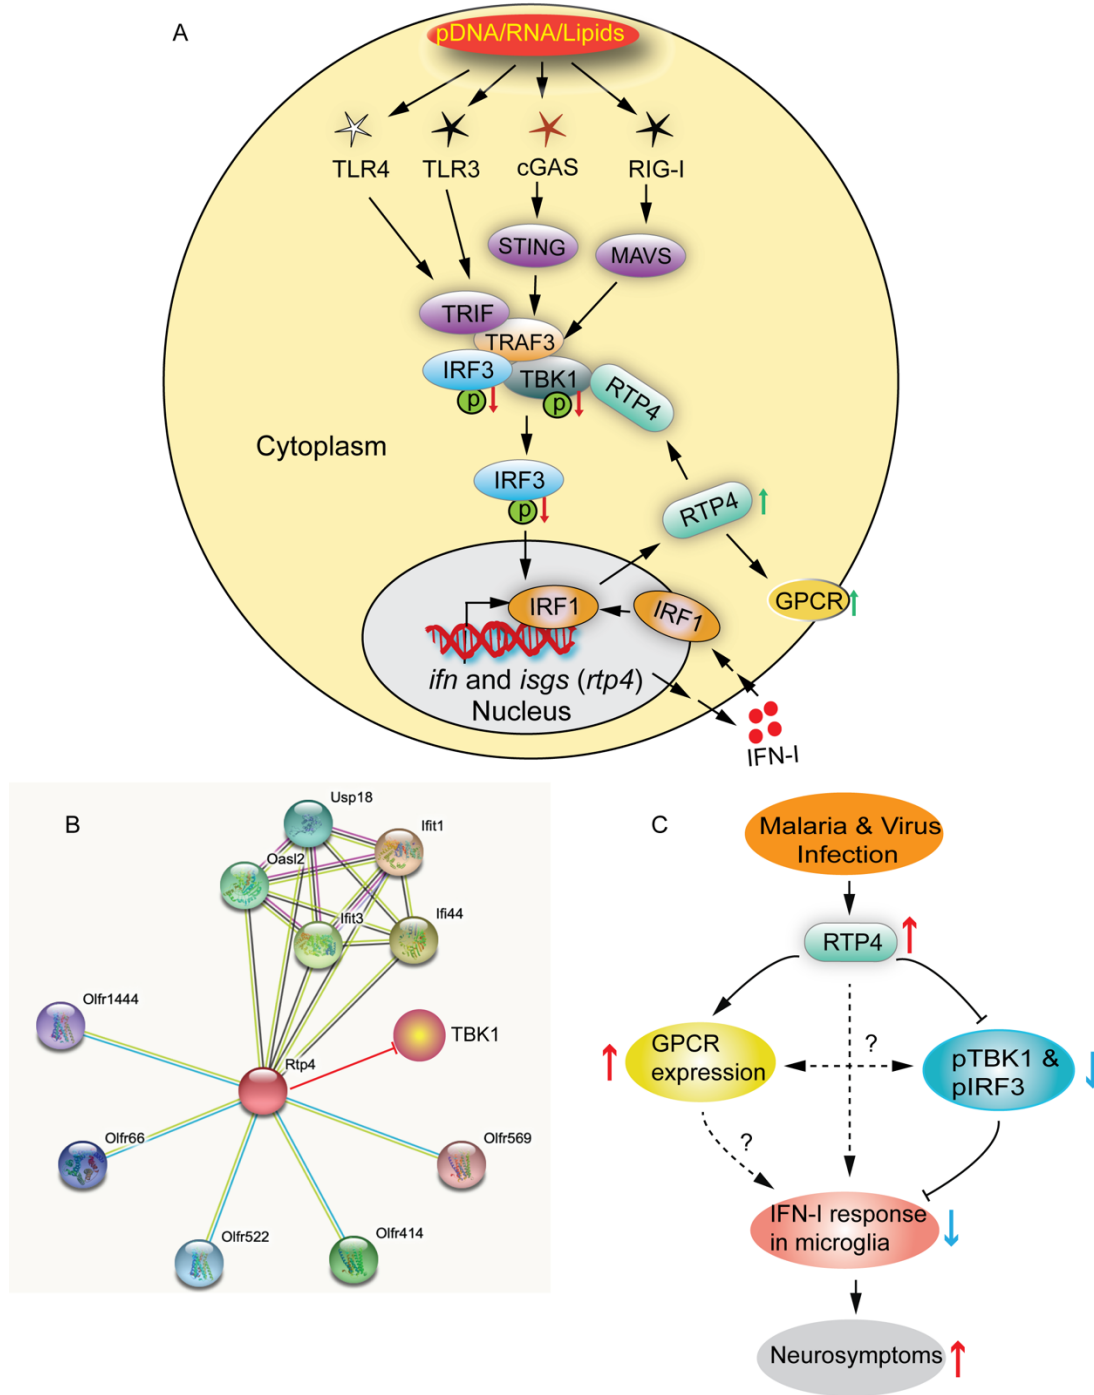 A
pDNA/RNA/Lipids
TLR4
TLR3
cGAS
RIG-I
STING
MAVS
TRIF
TRAF3
IRF3
TBK1
RTP4
p
p
Cytoplasm
IRF3
p
RTP4
GPCR
IRF1
IRF1
ifn and isgs (rtp4)
Nucleus
IFN-I
B
Usp18
Ifit1
Oasl2
Ifit3
Ifi44
Olfr1444
TBK1
Rtp4
Olfr66
Olfr569
Olfr522
Olfr414
C
Malaria & Virus
Infection
RTP4
GPCR
expression
?
pTBK1 &
pIRF3
?
IFN-I response
in microglia
Neurosymptoms